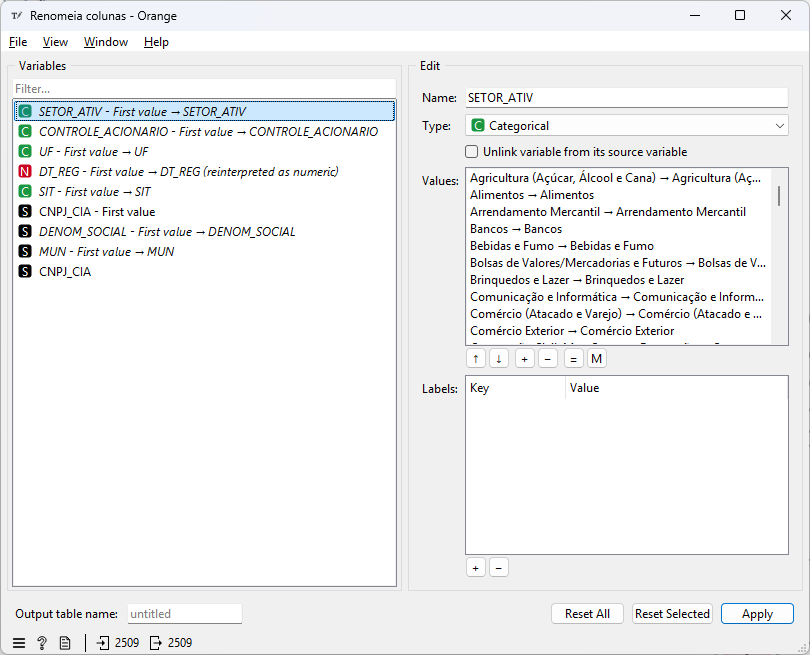 Renomeia colunas - Orange
File View Window Help
Variables
Filter...
C SETOR_ATIV - First value → SETOR_ATIV
C CONTROLE_ACIONARIO - First value → CONTROLE_ACIONARIO
C UF - First value → UF
N DT_REG - First value → DT_REG (reinterpreted as numeric)
C SIT - First value → SIT
S CNPJ_CIA - First value
S DENOM_SOCIAL - First value → DENOM_SOCIAL
S MUN - First value → MUN
S CNPJ_CIA
Edit
Name: SETOR_ATIV
Type: C Categorical
Unlink variable from its source variable
Values:
Agricultura (Açúcar, Álcool e Cana) → Agricultura (Aç...
Alimentos → Alimentos
Arrendamento Mercantil → Arrendamento Mercantil
Bancos → Bancos
Bebidas e Fumo → Bebidas e Fumo
Bolsas de Valores/Mercadorias e Futuros → Bolsas de V...
Brinquedos e Lazer → Brinquedos e Lazer
Comunicação e Informática → Comunicação e Inform...
Comércio (Atacado e Varejo) → Comércio (Atacado e ...
Comércio Exterior → Comércio Exterior
↑ ↓ + − = M
Labels:
Key Value
+ −
Output table name: untitled
Reset All Reset Selected Apply
? 2509 2509